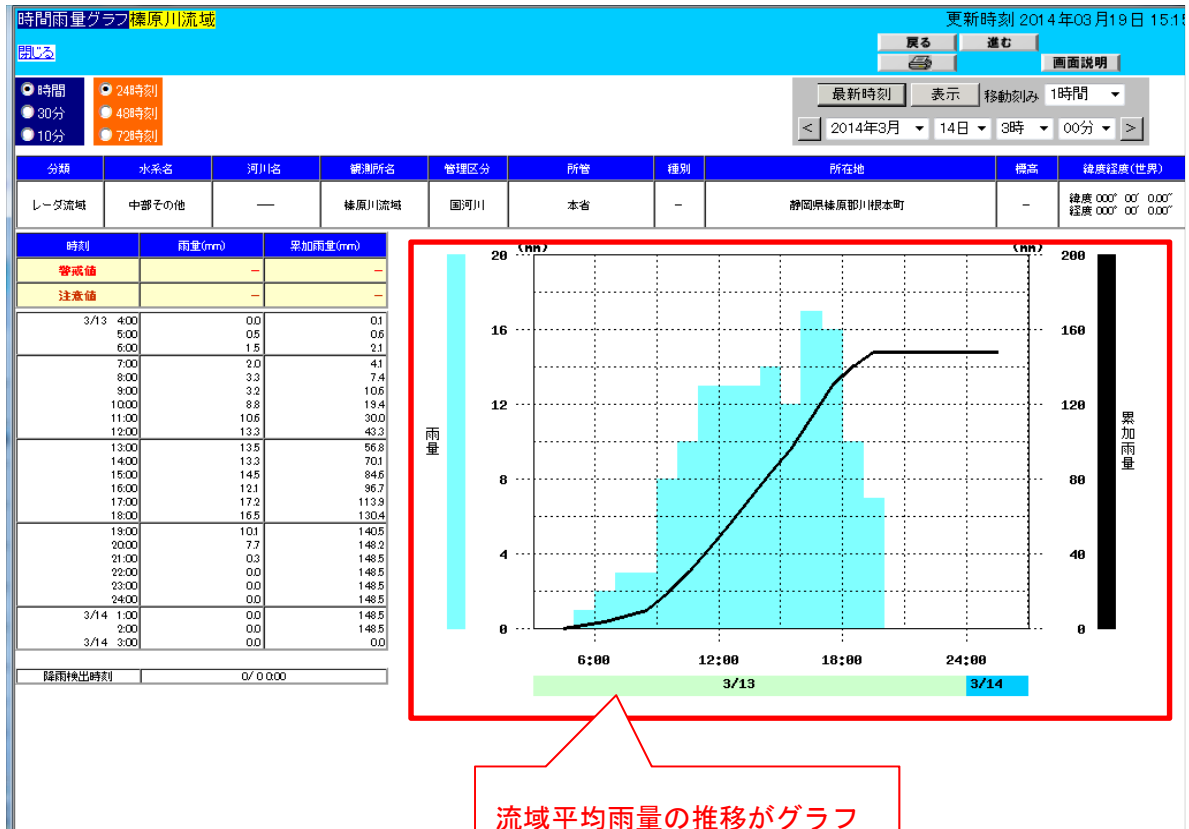 時間雨量グラフ榛原川流域 更新時刻 2014年03月19日 15:15
閉じる 戻る 進む
画面説明
時間 24時刻
30分 48時刻
10分 72時刻
最新時刻 表示 移動刻み 1時間
< 2014年3月 14日 3時 00分 >
分類 水系名 河川名 観測所名 管理区分 所管 種別 所在地 標高 緯度経度(世界)
レーダ流域 中部その他 ── 榛原川流域 国河川 本省 − 静岡県榛原郡川根本町 − 緯度 000° 00′ 0.00″
経度 000° 00′ 0.00″
時刻 雨量(mm) 累加雨量(mm)
警戒値 − −
注意値 − −
3/13 4:00 0.0 0.1
5:00 0.5 0.6
6:00 1.5 2.1
7:00 2.0 4.1
8:00 3.3 7.4
9:00 3.2 10.6
10:00 8.8 19.4
11:00 10.6 30.0
12:00 13.3 43.3
13:00 13.5 56.8
14:00 13.3 70.1
15:00 14.5 84.6
16:00 12.1 96.7
17:00 17.2 113.9
18:00 16.5 130.4
19:00 10.1 140.5
20:00 7.7 148.2
21:00 0.3 148.5
22:00 0.0 148.5
23:00 0.0 148.5
24:00 0.0 148.5
3/14 1:00 0.0 148.5
2:00 0.0 148.5
3/14 3:00 0.0 0.0
降雨検出時刻 0/ 0 0:00
(mm) (mm)
20 200
16 160
12 120
8 80
4 40
0 0
雨量
累加雨量
6:00 12:00 18:00 24:00
3/13 3/14
流域平均雨量の推移がグラフ